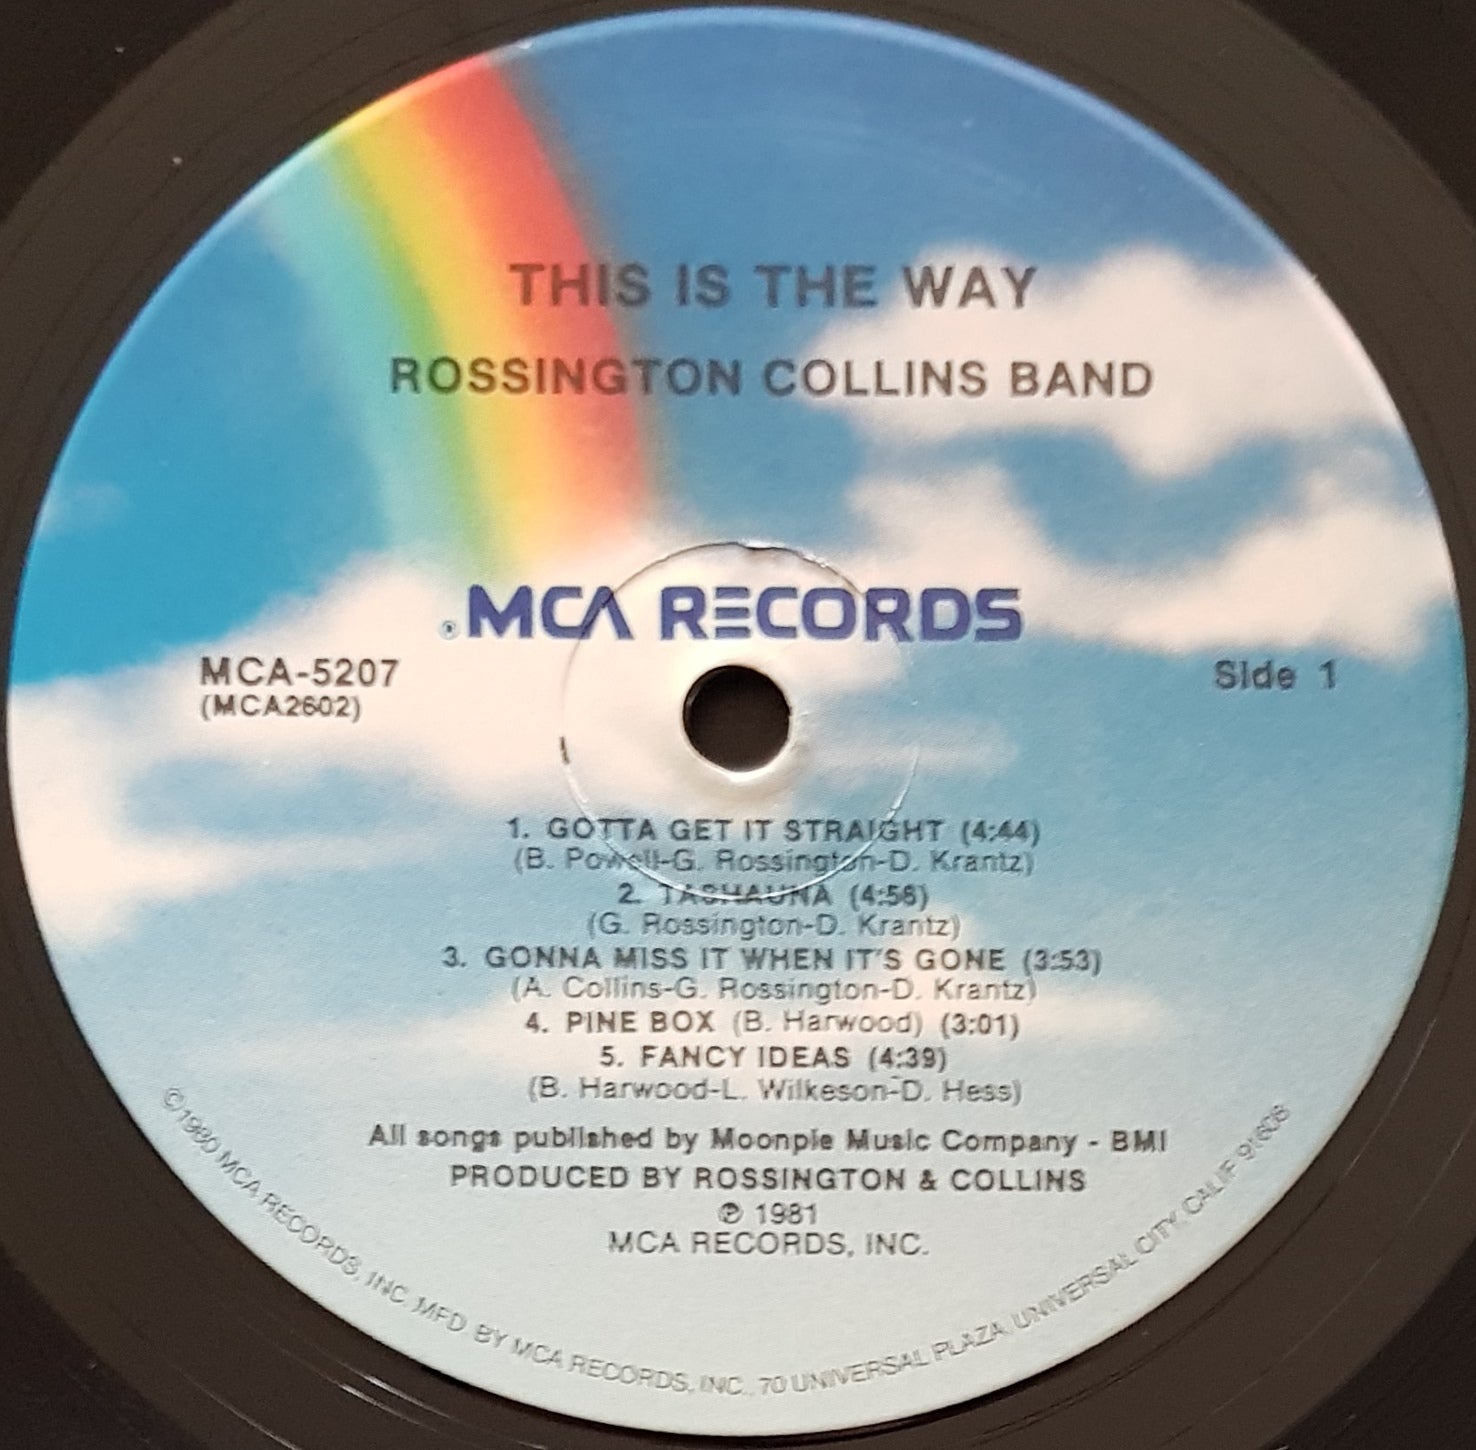 THIS IS THE WAY
ROSSINGTON COLLINS BAND
® MCA RECORDS
MCA-5207
(MCA2602)
Side 1
1. GOTTA GET IT STRAIGHT (4:44)
(B. Powell-G. Rossington-D. Krantz)
2. TASHAUNA (4:56)
(G. Rossington-D. Krantz)
3. GONNA MISS IT WHEN IT'S GONE (3:53)
(A. Collins-G. Rossington-D. Krantz)
4. PINE BOX (B. Harwood) (3:01)
5. FANCY IDEAS (4:39)
(B. Harwood-L. Wilkeson-D. Hess)
All songs published by Moonpie Music Company - BMI
PRODUCED BY ROSSINGTON & COLLINS
℗ 1981
MCA RECORDS, INC.
©1980 MCA RECORDS, INC. MFD. BY MCA RECORDS, INC., 70 UNIVERSAL PLAZA, UNIVERSAL CITY, CALIF 91608